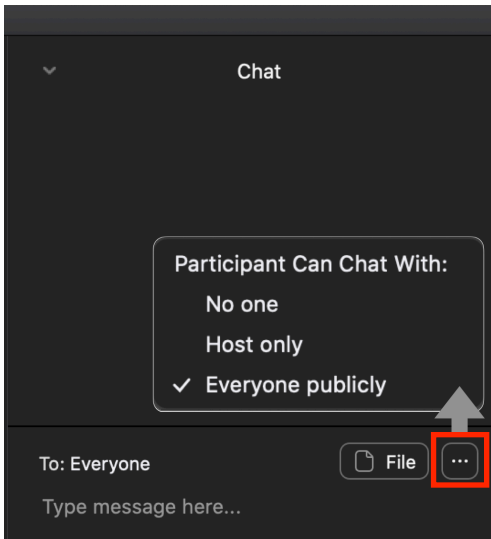 Chat
Participant Can Chat With:
No one
Host only
✓ Everyone publicly
To: Everyone
File
...
Type message here...